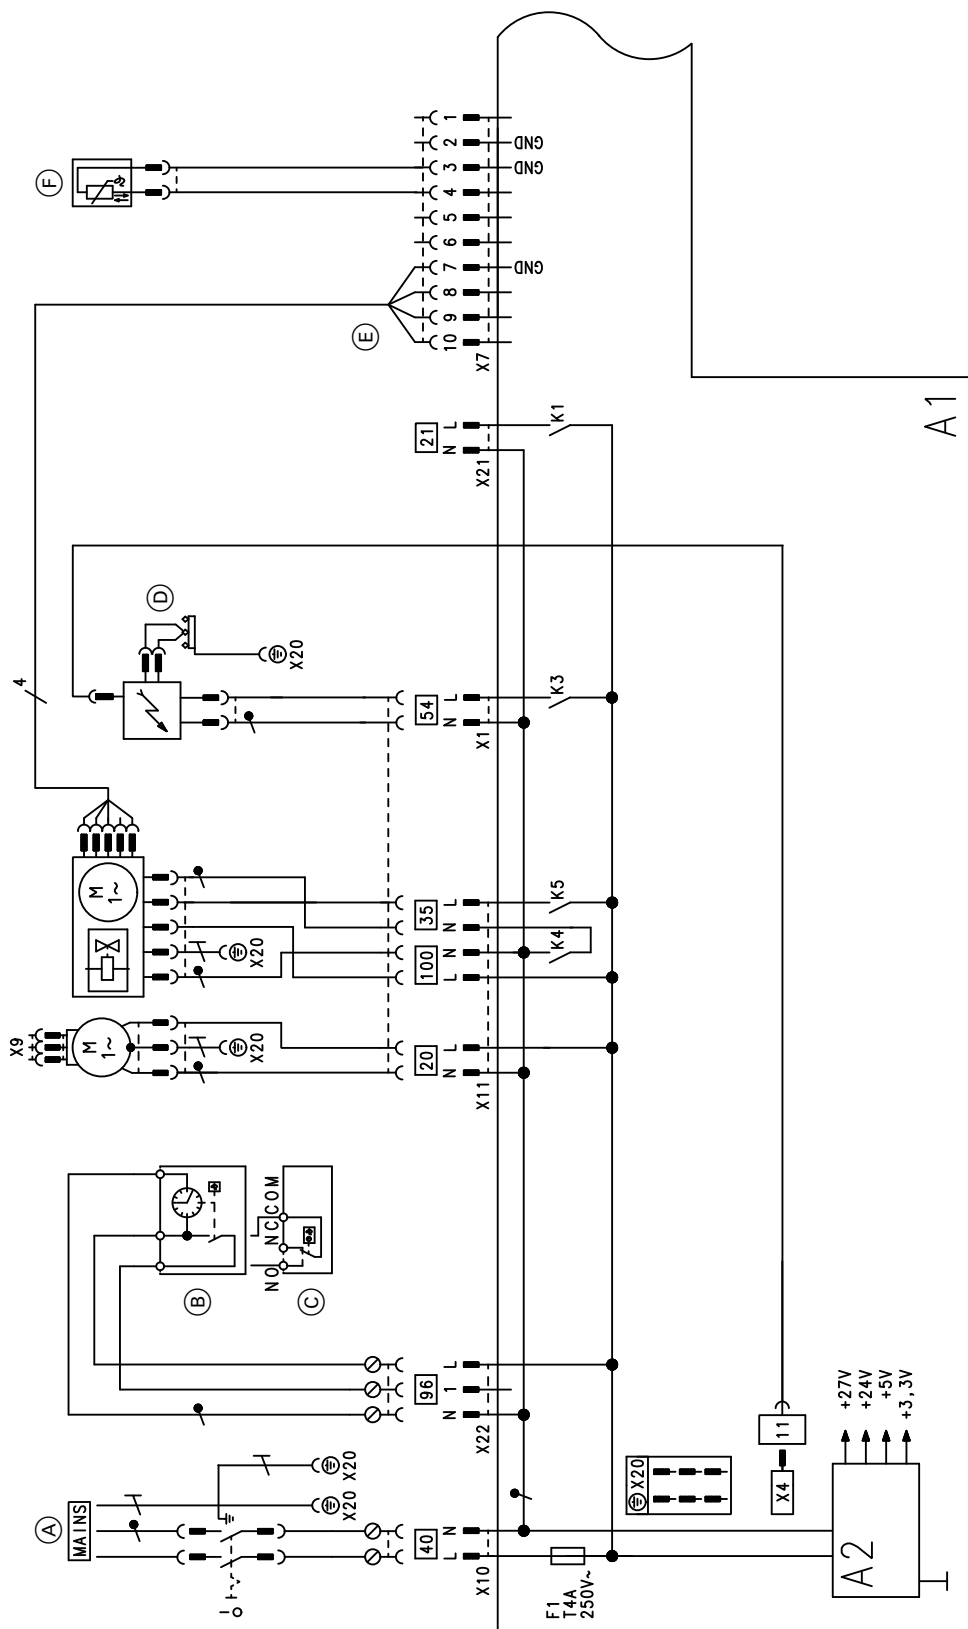 A
MAINS
X20
X20
40
L
N
X10
F1
T4A
250V~
A2
+27V
+24V
+5V
+3,3V
X4
11
X20
B
C
NO
NC
COM
96
N
1
L
X22
X9
M
1~
X20
20
N
L
X11
M
1~
X20
100
L
N
35
N
L
K4
K5
4
D
X20
54
N
L
X1
K3
21
N
L
X21
K1
E
F
10
9
8
7
6
5
4
3
2
1
X7
GND
GND
GND
A1
I
O